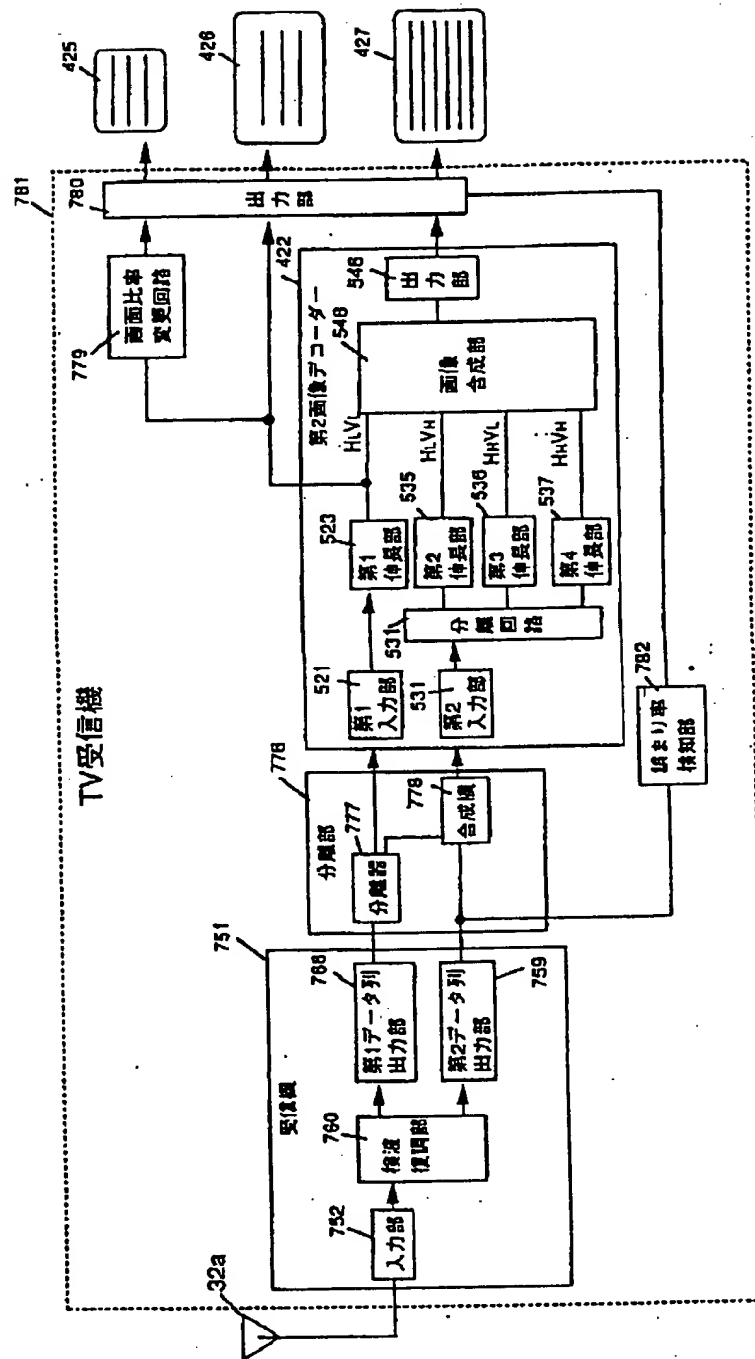 TV受信機
781
32a
751
受信機
752
入力部
760
検波
復調部
768
第1データ列
出力部
第2データ列
出力部
759
776
分離部
777
分離器
778
合成機
422
第2画像デコーダー
521
第1
入力部
531
第2
入力部
531
分離回路
523
第1
伸長部
535
第2
伸長部
536
第3
伸長部
537
第4
伸長部
HLVL
HLVH
HHVL
HHVH
548
画像
合成部
546
出力部
779
画面比率
変更回路
780
出力部
782
誤まり率
検知部
425
426
427